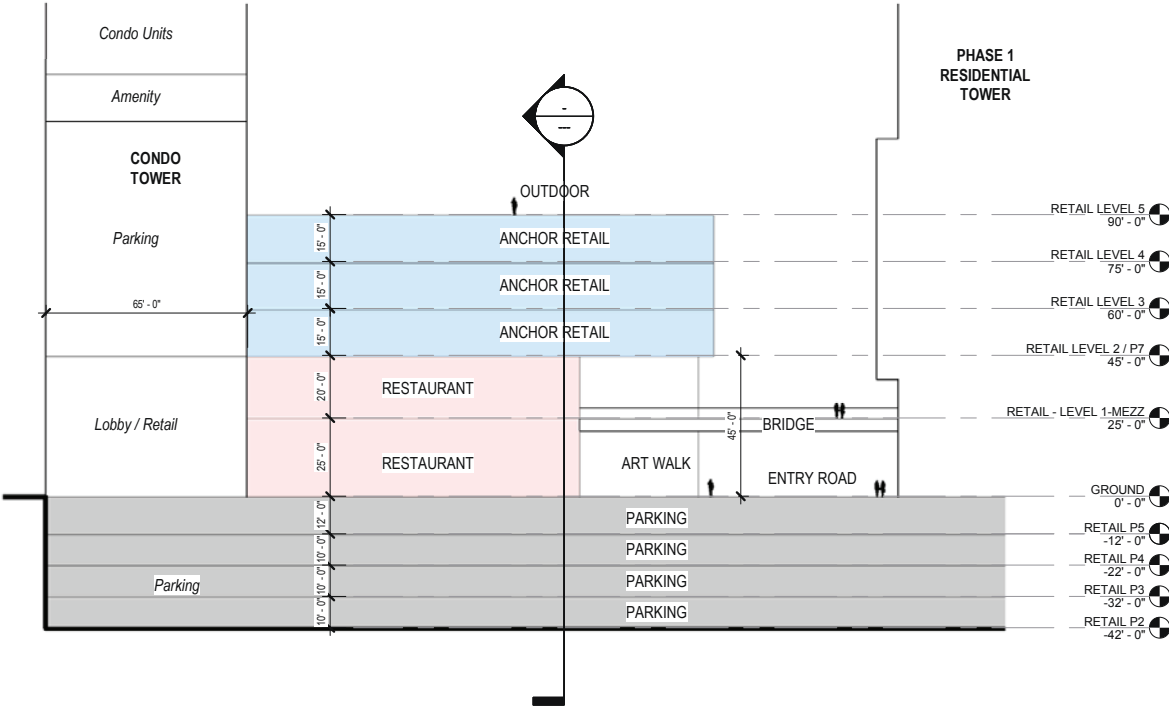 Condo Units
PHASE 1
RESIDENTIAL
TOWER
Amenity
-
---
CONDO
TOWER
OUTDOOR
RETAIL LEVEL 5
90' - 0"
Parking
15' - 0"
ANCHOR RETAIL
RETAIL LEVEL 4
75' - 0"
15' - 0"
ANCHOR RETAIL
65' - 0"
RETAIL LEVEL 3
60' - 0"
15' - 0"
ANCHOR RETAIL
RETAIL LEVEL 2 / P7
45' - 0"
20' - 0"
RESTAURANT
RETAIL - LEVEL 1-MEZZ
25' - 0"
Lobby / Retail
45' - 0"
BRIDGE
25' - 0"
RESTAURANT
ART WALK
ENTRY ROAD
GROUND
0' - 0"
12' - 0"
PARKING
RETAIL P5
-12' - 0"
10' - 0"
PARKING
RETAIL P4
-22' - 0"
Parking
10' - 0"
PARKING
RETAIL P3
-32' - 0"
10' - 0"
PARKING
RETAIL P2
-42' - 0"